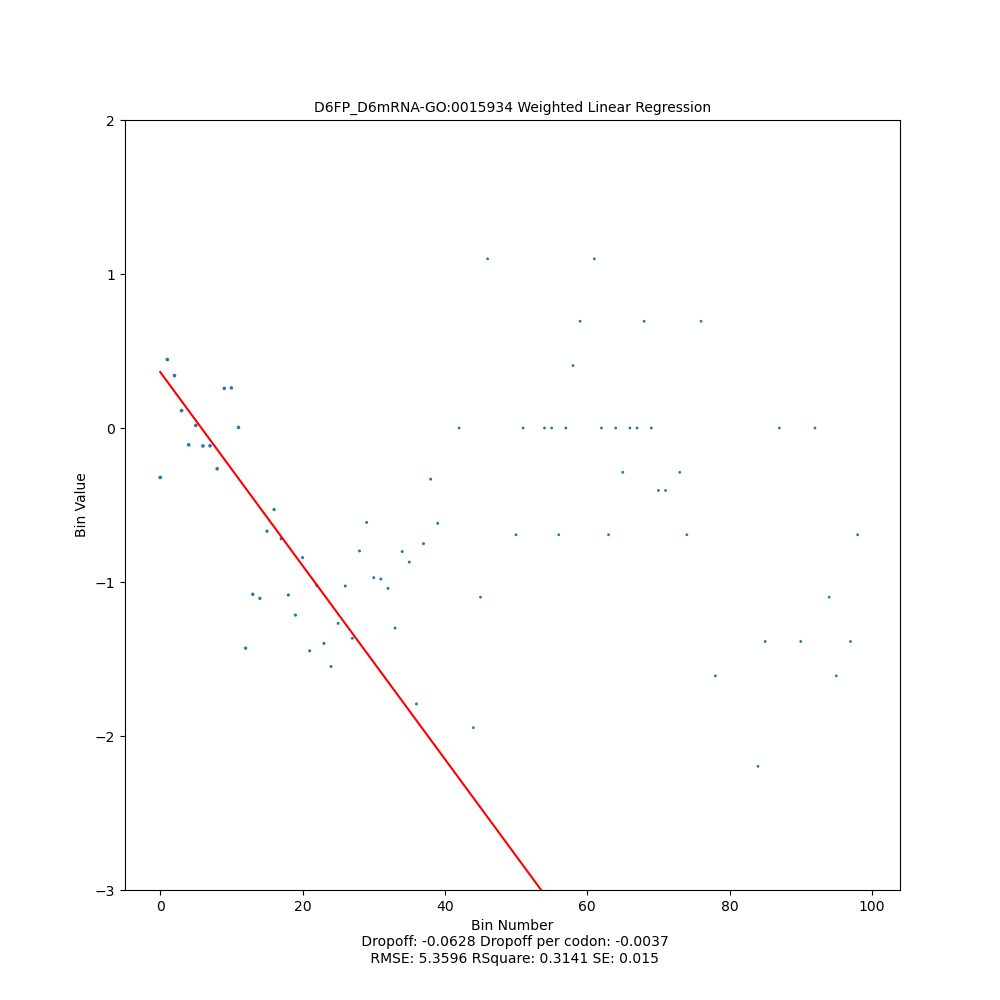 D6FP_D6mRNA-GO:0015934 Weighted Linear Regression
2
1
0
−1
−2
−3
Bin Value
0 20 40 60 80 100
Bin Number
Dropoff: -0.0628 Dropoff per codon: -0.0037
RMSE: 5.3596 RSquare: 0.3141 SE: 0.015